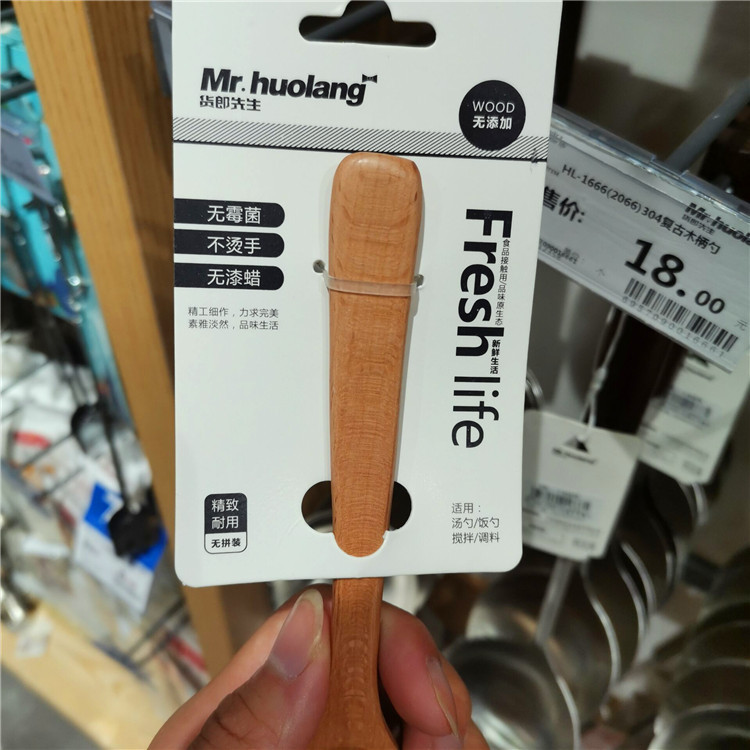 Mr.huolang
货郎先生
WOOD
无添加
无霉菌
不烫手
无漆蜡
精工细作，力求完美
素雅淡然，品味生活
Fresh life
食品接触用/品味原生态
新鲜生活
精致
耐用
无拼装
适用：
汤勺/饭勺
搅拌/调料
HL-1666(2066)304复古木柄勺
售价:
18.00
元
Mr.huolang